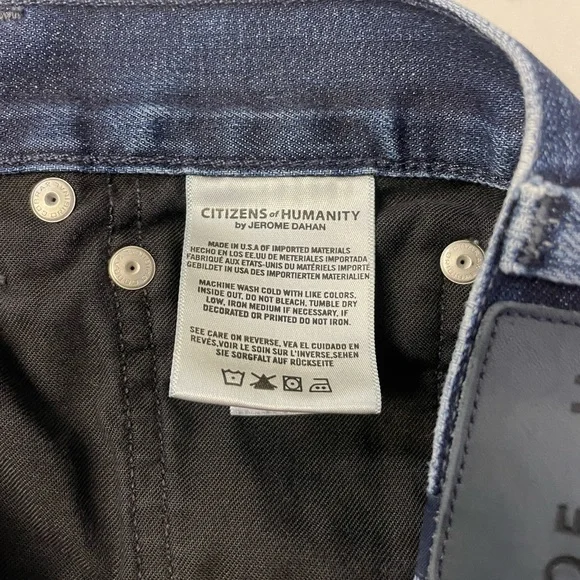 CITIZENS of HUMANITY
by JEROME DAHAN
MADE IN U.S.A OF IMPORTED MATERIALS
HECHO EN LOS EE.UU DE METERIALES IMPORTADA
FABRIQUÉ AUX ETATS-UNIS DU MATÉRIELS IMPORTÉ
GEBILDET IN USA DES IMPORTIERTEN MATERIALIEN
MACHINE WASH COLD WITH LIKE COLORS.
INSIDE OUT, DO NOT BLEACH. TUMBLE DRY
LOW. IRON MEDIUM IF NECESSARY, IF
DECORATED OR PRINTED DO NOT IRON.
SEE CARE ON REVERSE, VEA EL CUIDADO EN
REVÉS, VOIR LE SOIN SUR L'INVERSE, SEHEN
SIE SORGFALT AUF RÜCKSEITE